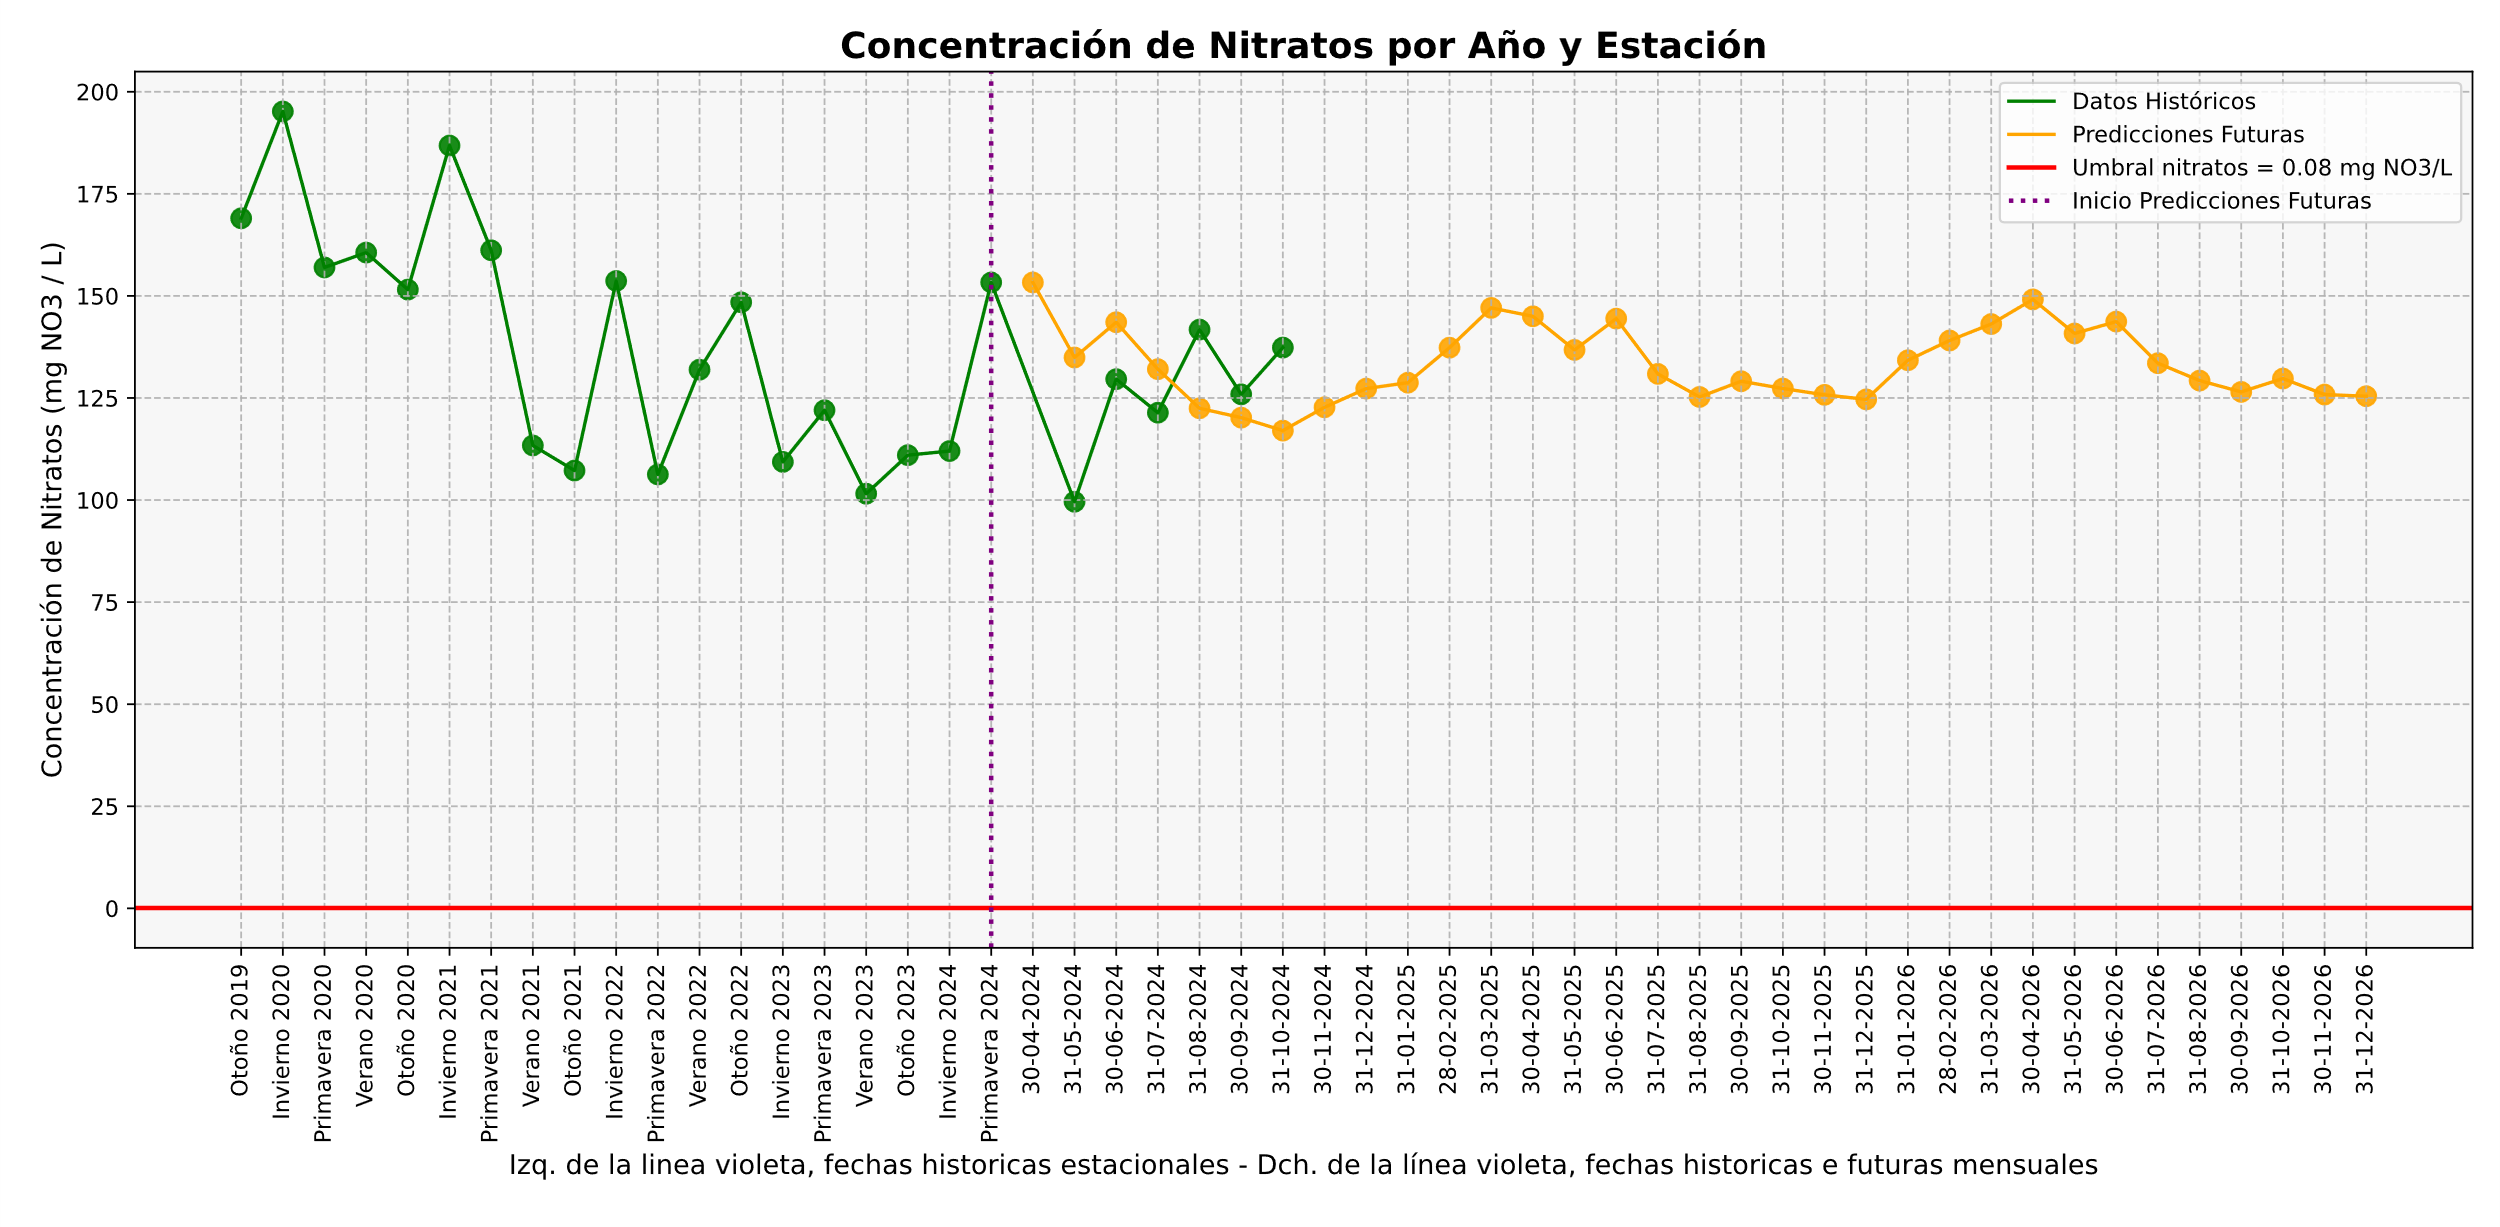 Concentración de Nitratos por Año y Estación
Concentración de Nitratos (mg NO3 / L)
200
175
150
125
100
75
50
25
0
Datos Históricos
Predicciones Futuras
Umbral nitratos = 0.08 mg NO3/L
Inicio Predicciones Futuras
Otoño 2019
Invierno 2020
Primavera 2020
Verano 2020
Otoño 2020
Invierno 2021
Primavera 2021
Verano 2021
Otoño 2021
Invierno 2022
Primavera 2022
Verano 2022
Otoño 2022
Invierno 2023
Primavera 2023
Verano 2023
Otoño 2023
Invierno 2024
Primavera 2024
30-04-2024
31-05-2024
30-06-2024
31-07-2024
31-08-2024
30-09-2024
31-10-2024
30-11-2024
31-12-2024
31-01-2025
28-02-2025
31-03-2025
30-04-2025
31-05-2025
30-06-2025
31-07-2025
31-08-2025
30-09-2025
31-10-2025
30-11-2025
31-12-2025
31-01-2026
28-02-2026
31-03-2026
30-04-2026
31-05-2026
30-06-2026
31-07-2026
31-08-2026
30-09-2026
31-10-2026
30-11-2026
31-12-2026
Izq. de la linea violeta, fechas historicas estacionales - Dch. de la línea violeta, fechas historicas e futuras mensuales